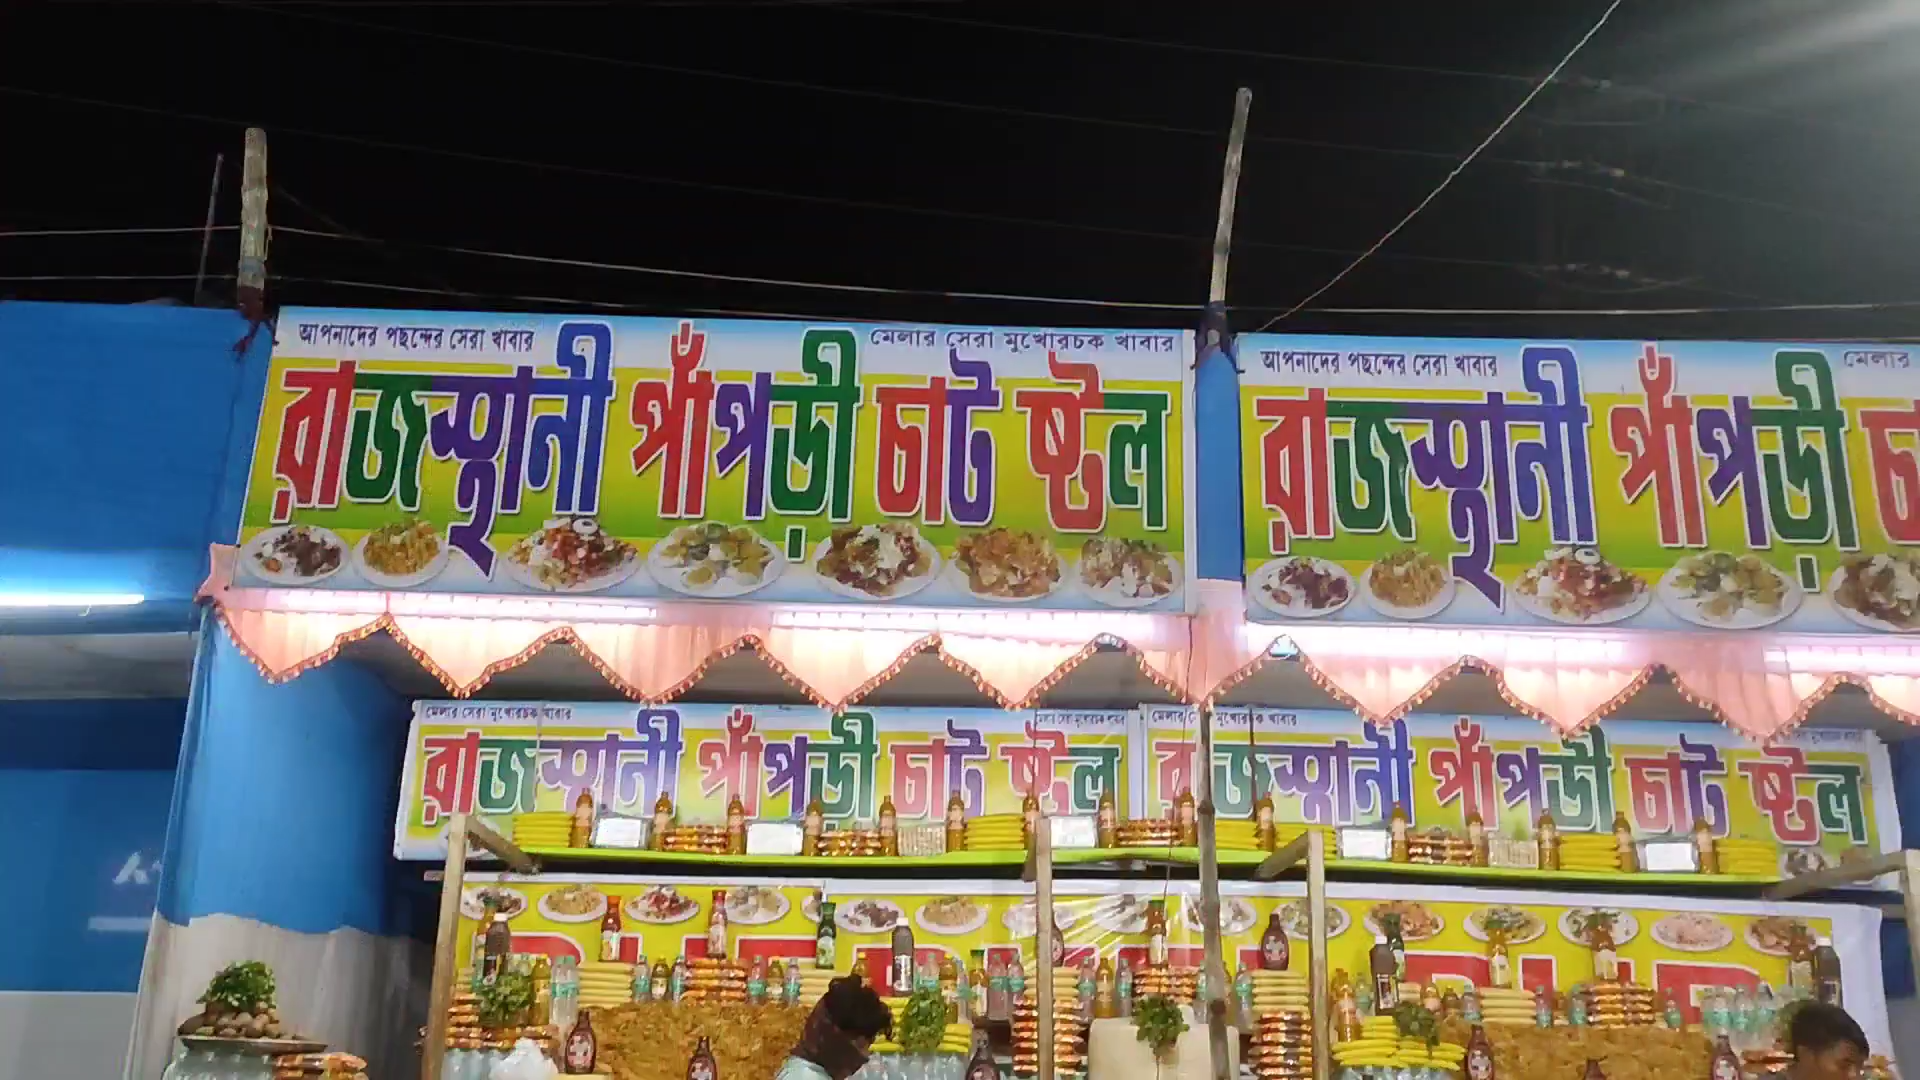 আপনাদের পছন্দের সেরা খাবার
মেলার সেরা মুখোরচক খাবার
রাজস্থানী পাঁপড়ী চাট ষ্টল
আপনাদের পছন্দের সেরা খাবার
মেলার
রাজস্থানী পাঁপড়ী চা
মেলার সেরা মুখোরচক খাবার
রাজস্থানী পাঁপড়ী চাট ষ্টল
মেলার সেরা মুখোরচক খাবার
রাজস্থানী পাঁপড়ী চাট ষ্টল